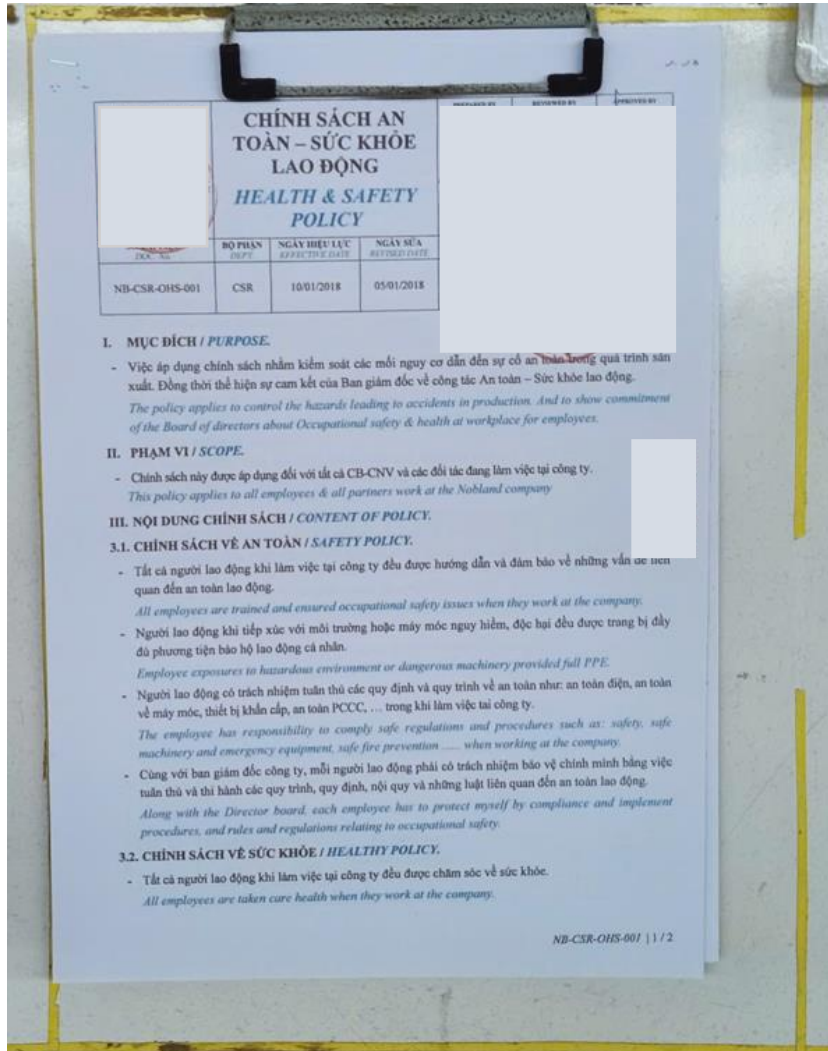 PREPARED BY REVIEWED BY APPROVED BY
CHÍNH SÁCH AN
TOÀN – SỨC KHỎE
LAO ĐỘNG
HEALTH & SAFETY
POLICY
BỘ PHẬN NGÀY HIỆU LỰC NGÀY SỬA
DEPT EFFECTIVE DATE REVISED DATE
NB-CSR-OHS-001 CSR 10/01/2018 05/01/2018
I. MỤC ĐÍCH / PURPOSE.
- Việc áp dụng chính sách nhằm kiểm soát các mối nguy cơ dẫn đến sự cố an toàn trong quá trình sản
xuất. Đồng thời thể hiện sự cam kết của Ban giám đốc về công tác An toàn – Sức khỏe lao động.
The policy applies to control the hazards leading to accidents in production. And to show commitment
of the Board of directors about Occupational safety & health at workplace for employees.
II. PHẠM VI / SCOPE.
- Chính sách này được áp dụng đối với tất cả CB-CNV và các đối tác đang làm việc tại công ty.
This policy applies to all employees & all partners work at the Nobland company
III. NỘI DUNG CHÍNH SÁCH / CONTENT OF POLICY.
3.1. CHÍNH SÁCH VỀ AN TOÀN / SAFETY POLICY.
- Tất cả người lao động khi làm việc tại công ty đều được hướng dẫn và đảm bảo về những vấn đề liên
quan đến an toàn lao động.
All employees are trained and ensured occupational safety issues when they work at the company.
- Người lao động khi tiếp xúc với môi trường hoặc máy móc nguy hiểm, độc hại đều được trang bị đầy
đủ phương tiện bảo hộ lao động cá nhân.
Employee exposures to hazardous environment or dangerous machinery provided full PPE.
- Người lao động có trách nhiệm tuân thủ các quy định và quy trình về an toàn như: an toàn điện, an toàn
về máy móc, thiết bị khẩn cấp, an toàn PCCC, … trong khi làm việc tai công ty.
The employee has responsibility to comply safe regulations and procedures such as: safety, safe
machinery and emergency equipment, safe fire prevention ..... when working at the company.
- Cùng với ban giám đốc công ty, mỗi người lao động phải có trách nhiệm bảo vệ chính mình bằng việc
tuân thủ và thi hành các quy trình, quy định, nội quy và những luật liên quan đến an toàn lao động.
Along with the Director board, each employee has to protect myself by compliance and implement
procedures, and rules and regulations relating to occupational safety.
3.2. CHÍNH SÁCH VỀ SỨC KHỎE / HEALTHY POLICY.
- Tất cả người lao động khi làm việc tại công ty đều được chăm sóc về sức khỏe.
All employees are taken care health when they work at the company.
NB-CSR-OHS-001 | 1 / 2